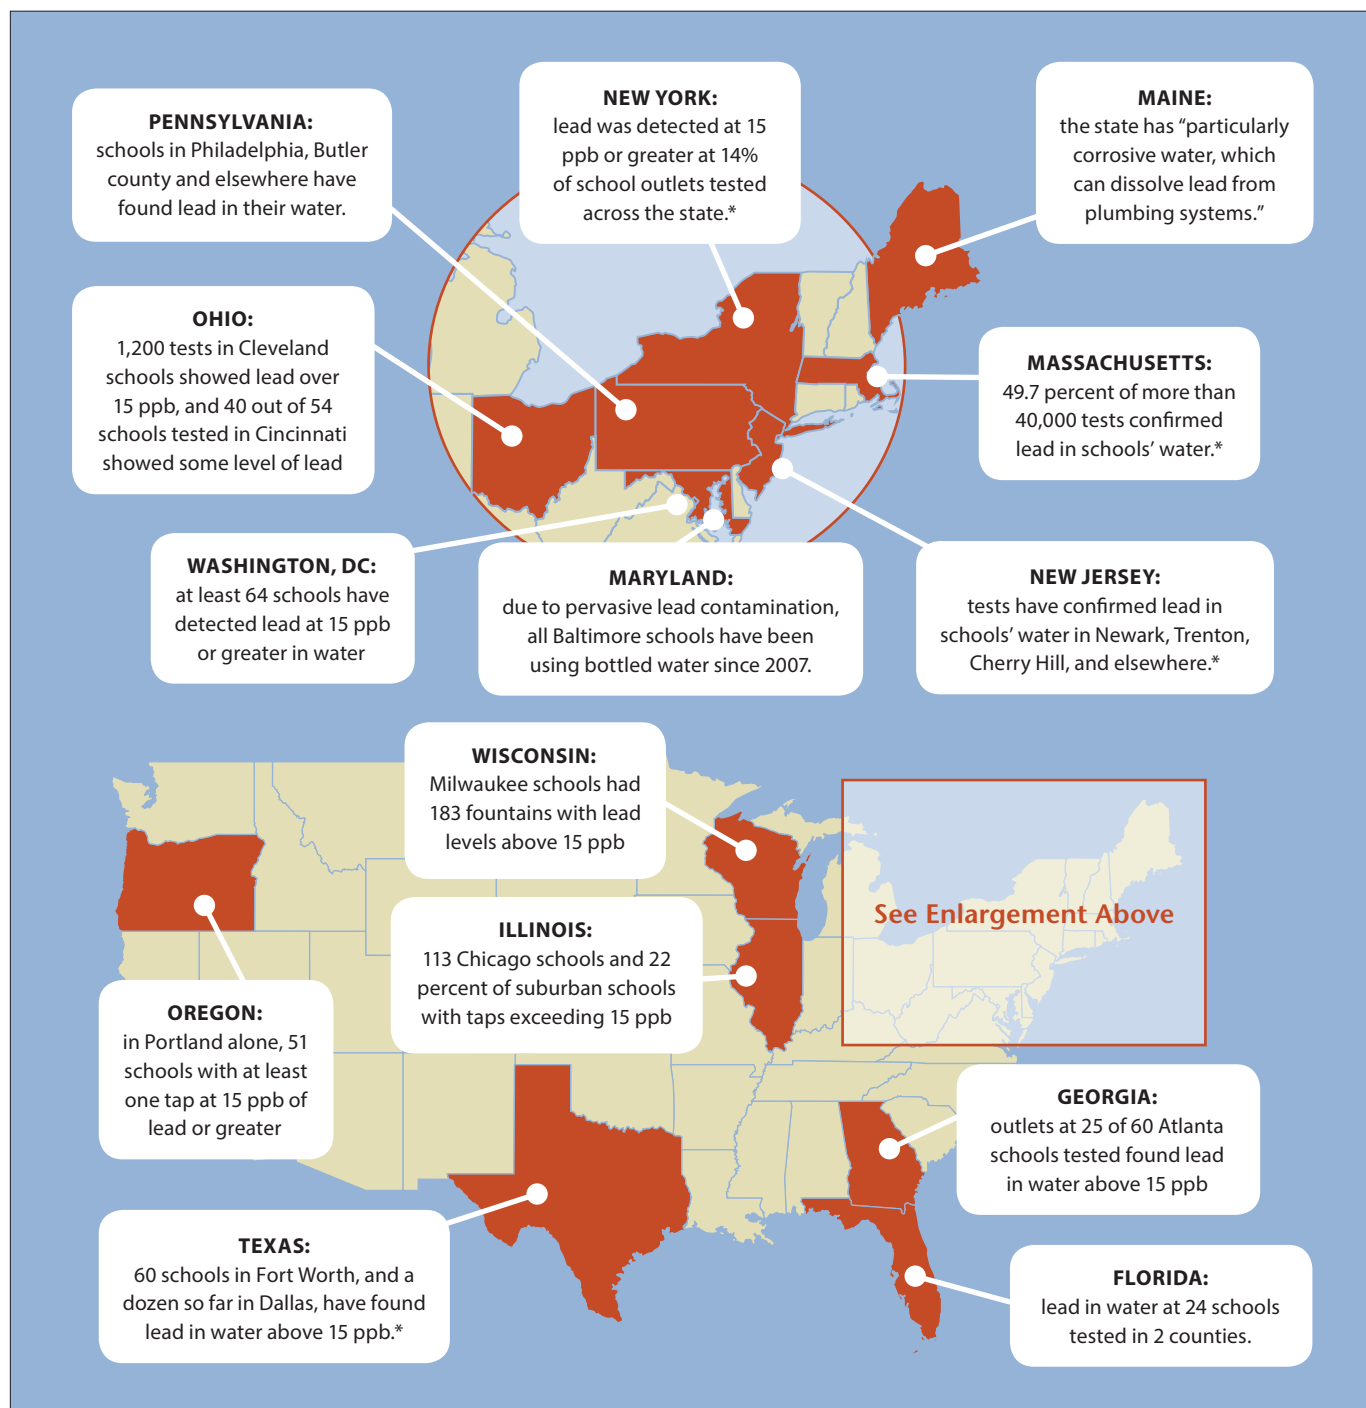 PENNSYLVANIA:
schools in Philadelphia, Butler
county and elsewhere have
found lead in their water.
NEW YORK:
lead was detected at 15
ppb or greater at 14%
of school outlets tested
across the state.*
MAINE:
the state has “particularly
corrosive water, which
can dissolve lead from
plumbing systems.”
OHIO:
1,200 tests in Cleveland
schools showed lead over
15 ppb, and 40 out of 54
schools tested in Cincinnati
showed some level of lead
MASSACHUSETTS:
49.7 percent of more than
40,000 tests confirmed
lead in schools’ water.*
WASHINGTON, DC:
at least 64 schools have
detected lead at 15 ppb
or greater in water
MARYLAND:
due to pervasive lead contamination,
all Baltimore schools have been
using bottled water since 2007.
NEW JERSEY:
tests have confirmed lead in
schools’ water in Newark, Trenton,
Cherry Hill, and elsewhere.*
WISCONSIN:
Milwaukee schools had
183 fountains with lead
levels above 15 ppb
See Enlargement Above
ILLINOIS:
113 Chicago schools and 22
percent of suburban schools
with taps exceeding 15 ppb
OREGON:
in Portland alone, 51
schools with at least
one tap at 15 ppb of
lead or greater
GEORGIA:
outlets at 25 of 60 Atlanta
schools tested found lead
in water above 15 ppb
TEXAS:
60 schools in Fort Worth, and a
dozen so far in Dallas, have found
lead in water above 15 ppb.*
FLORIDA:
lead in water at 24 schools
tested in 2 counties.